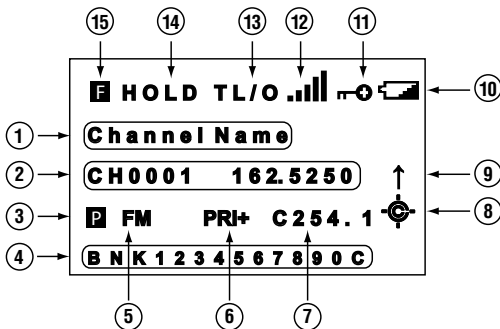 15 14 13 12 11
F HOLD TL/O
10
1 Channel Name
2 CH0001 162.5250 9
3 P FM PRI+ C254.1 C 8
4 BNK1234567890C
5 6 7